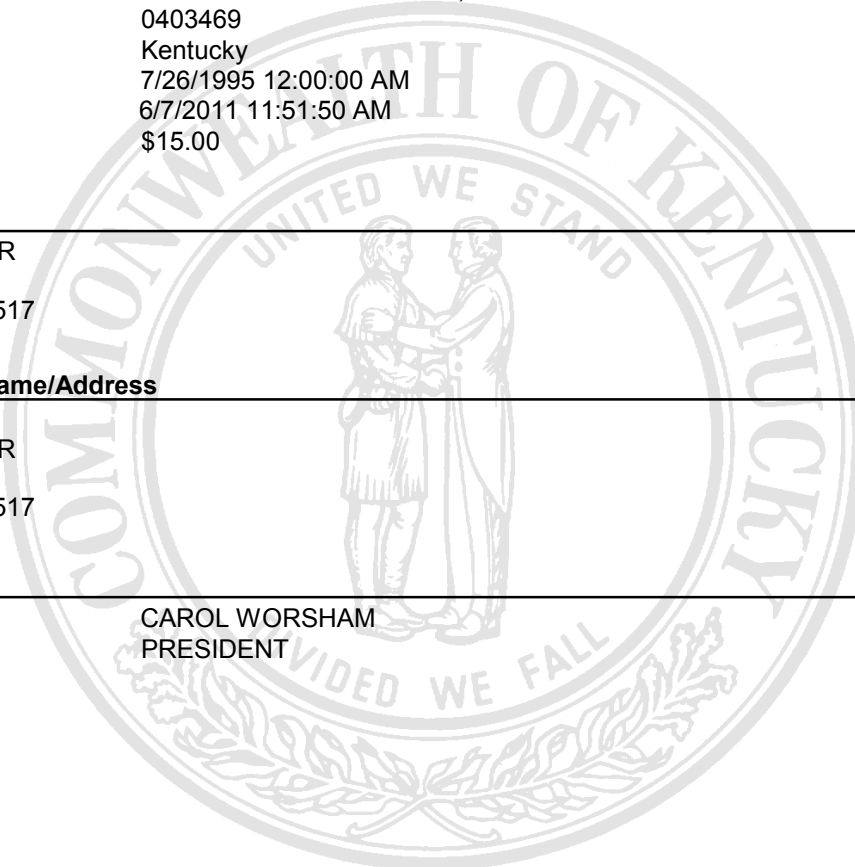 0403469
Kentucky
7/26/1995 12:00:00 AM
6/7/2011 11:51:50 AM
$15.00
COMMONWEALTH OF KENTUCKY
UNITED WE STAND
R
517
ame/Address
R
517
CAROL WORSHAM
PRESIDENT
VIDED WE FALL